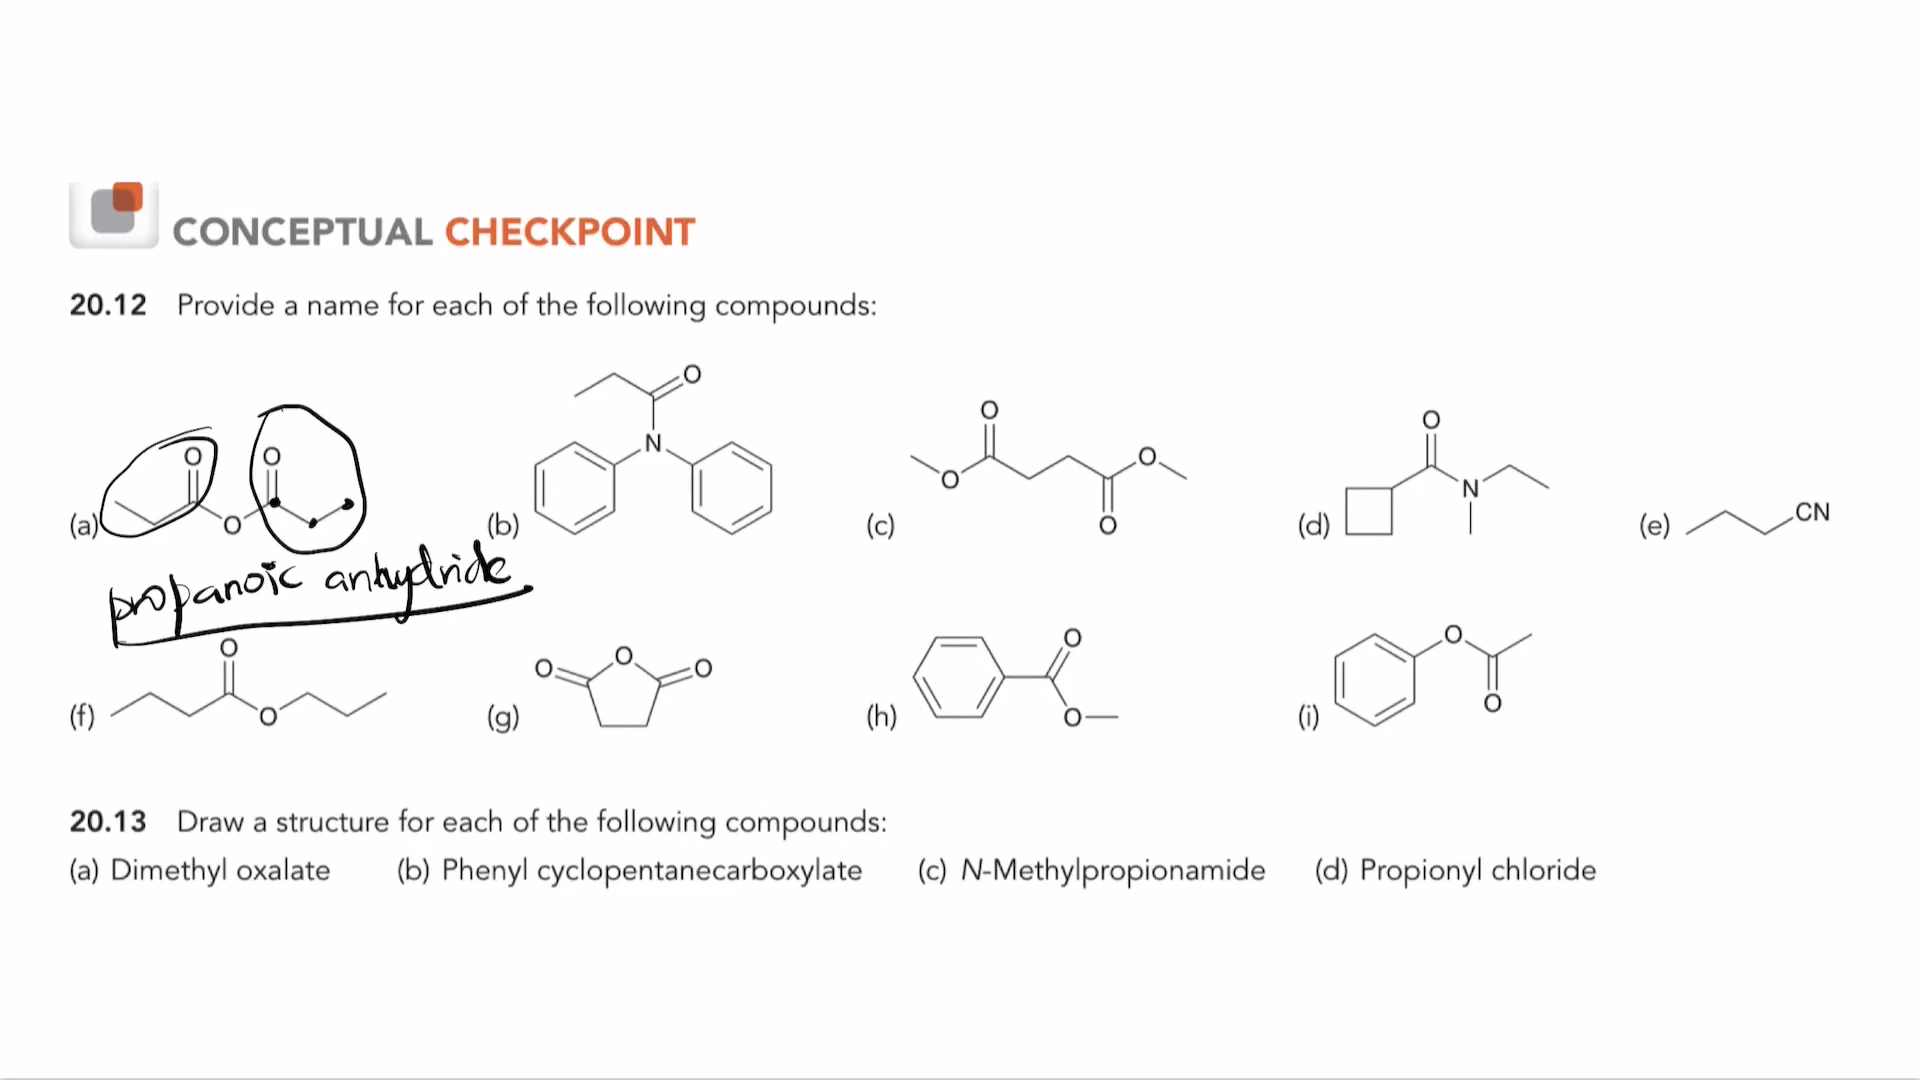 CONCEPTUAL CHECKPOINT
20.12 Provide a name for each of the following compounds:
(a) O O O
(b) O N
(c) O O O O
(d) O N
(e) CN
propanoic anhydride
(f) O O
(g) O O O
(h) O O
(i) O O
20.13 Draw a structure for each of the following compounds:
(a) Dimethyl oxalate (b) Phenyl cyclopentanecarboxylate (c) N-Methylpropionamide (d) Propionyl chloride